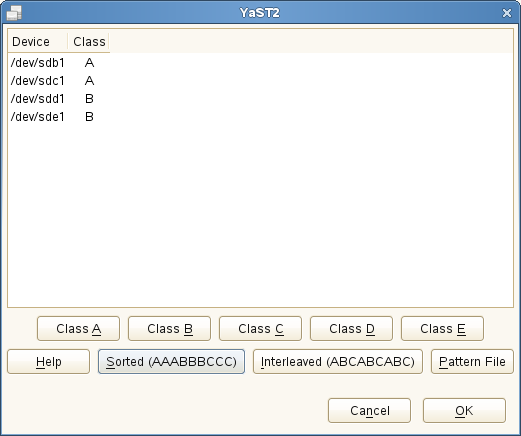 YaST2
Device Class
/dev/sdb1 A
/dev/sdc1 A
/dev/sdd1 B
/dev/sde1 B
Class A Class B Class C Class D Class E
Help Sorted (AAABBBCCC) Interleaved (ABCABCABC) Pattern File
Cancel OK